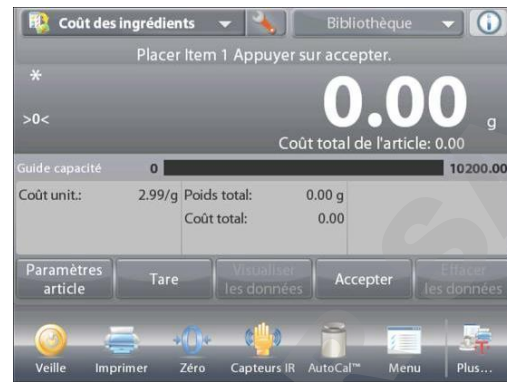 Coût des ingrédients
Bibliothèque
Placer Item 1 Appuyer sur accepter.
*
>0<
0.00
g
Coût total de l'article: 0.00
Guide capacité 0 10200.00
Coût unit.: 2.99/g Poids total: 0.00 g
Coût total: 0.00
Paramètres article
Tare
Visualiser les données
Accepter
Effacer les données
Veille Imprimer Zéro Capteurs IR AutoCal™ Menu Plus...